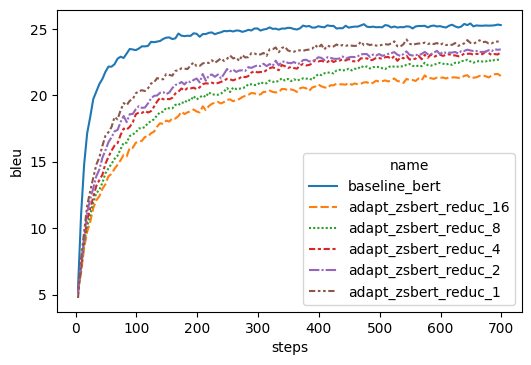 25
20
15
10
5
bleu
0
100
200
300
400
500
600
700
steps
name
baseline_bert
adapt_zsbert_reduc_16
adapt_zsbert_reduc_8
adapt_zsbert_reduc_4
adapt_zsbert_reduc_2
adapt_zsbert_reduc_1